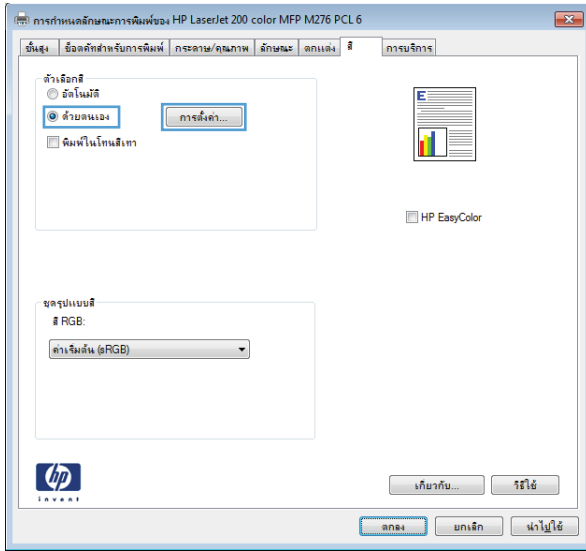 การกำหนดลักษณะการพิมพ์ของ HP LaserJet 200 color MFP M276 PCL 6
ขั้นสูง ช็อตคัทสำหรับการพิมพ์ กระดาษ/คุณภาพ ลักษณะ ตกแต่ง สี การบริการ
ตัวเลือกสี
อัตโนมัติ
ด้วยตนเอง การตั้งค่า...
พิมพ์ในโทนสีเทา
E
HP EasyColor
ชุดรูปแบบสี
สี RGB:
ค่าเริ่มต้น (sRGB)
hp
invent
เกี่ยวกับ... วิธีใช้
ตกลง ยกเลิก นำไปใช้